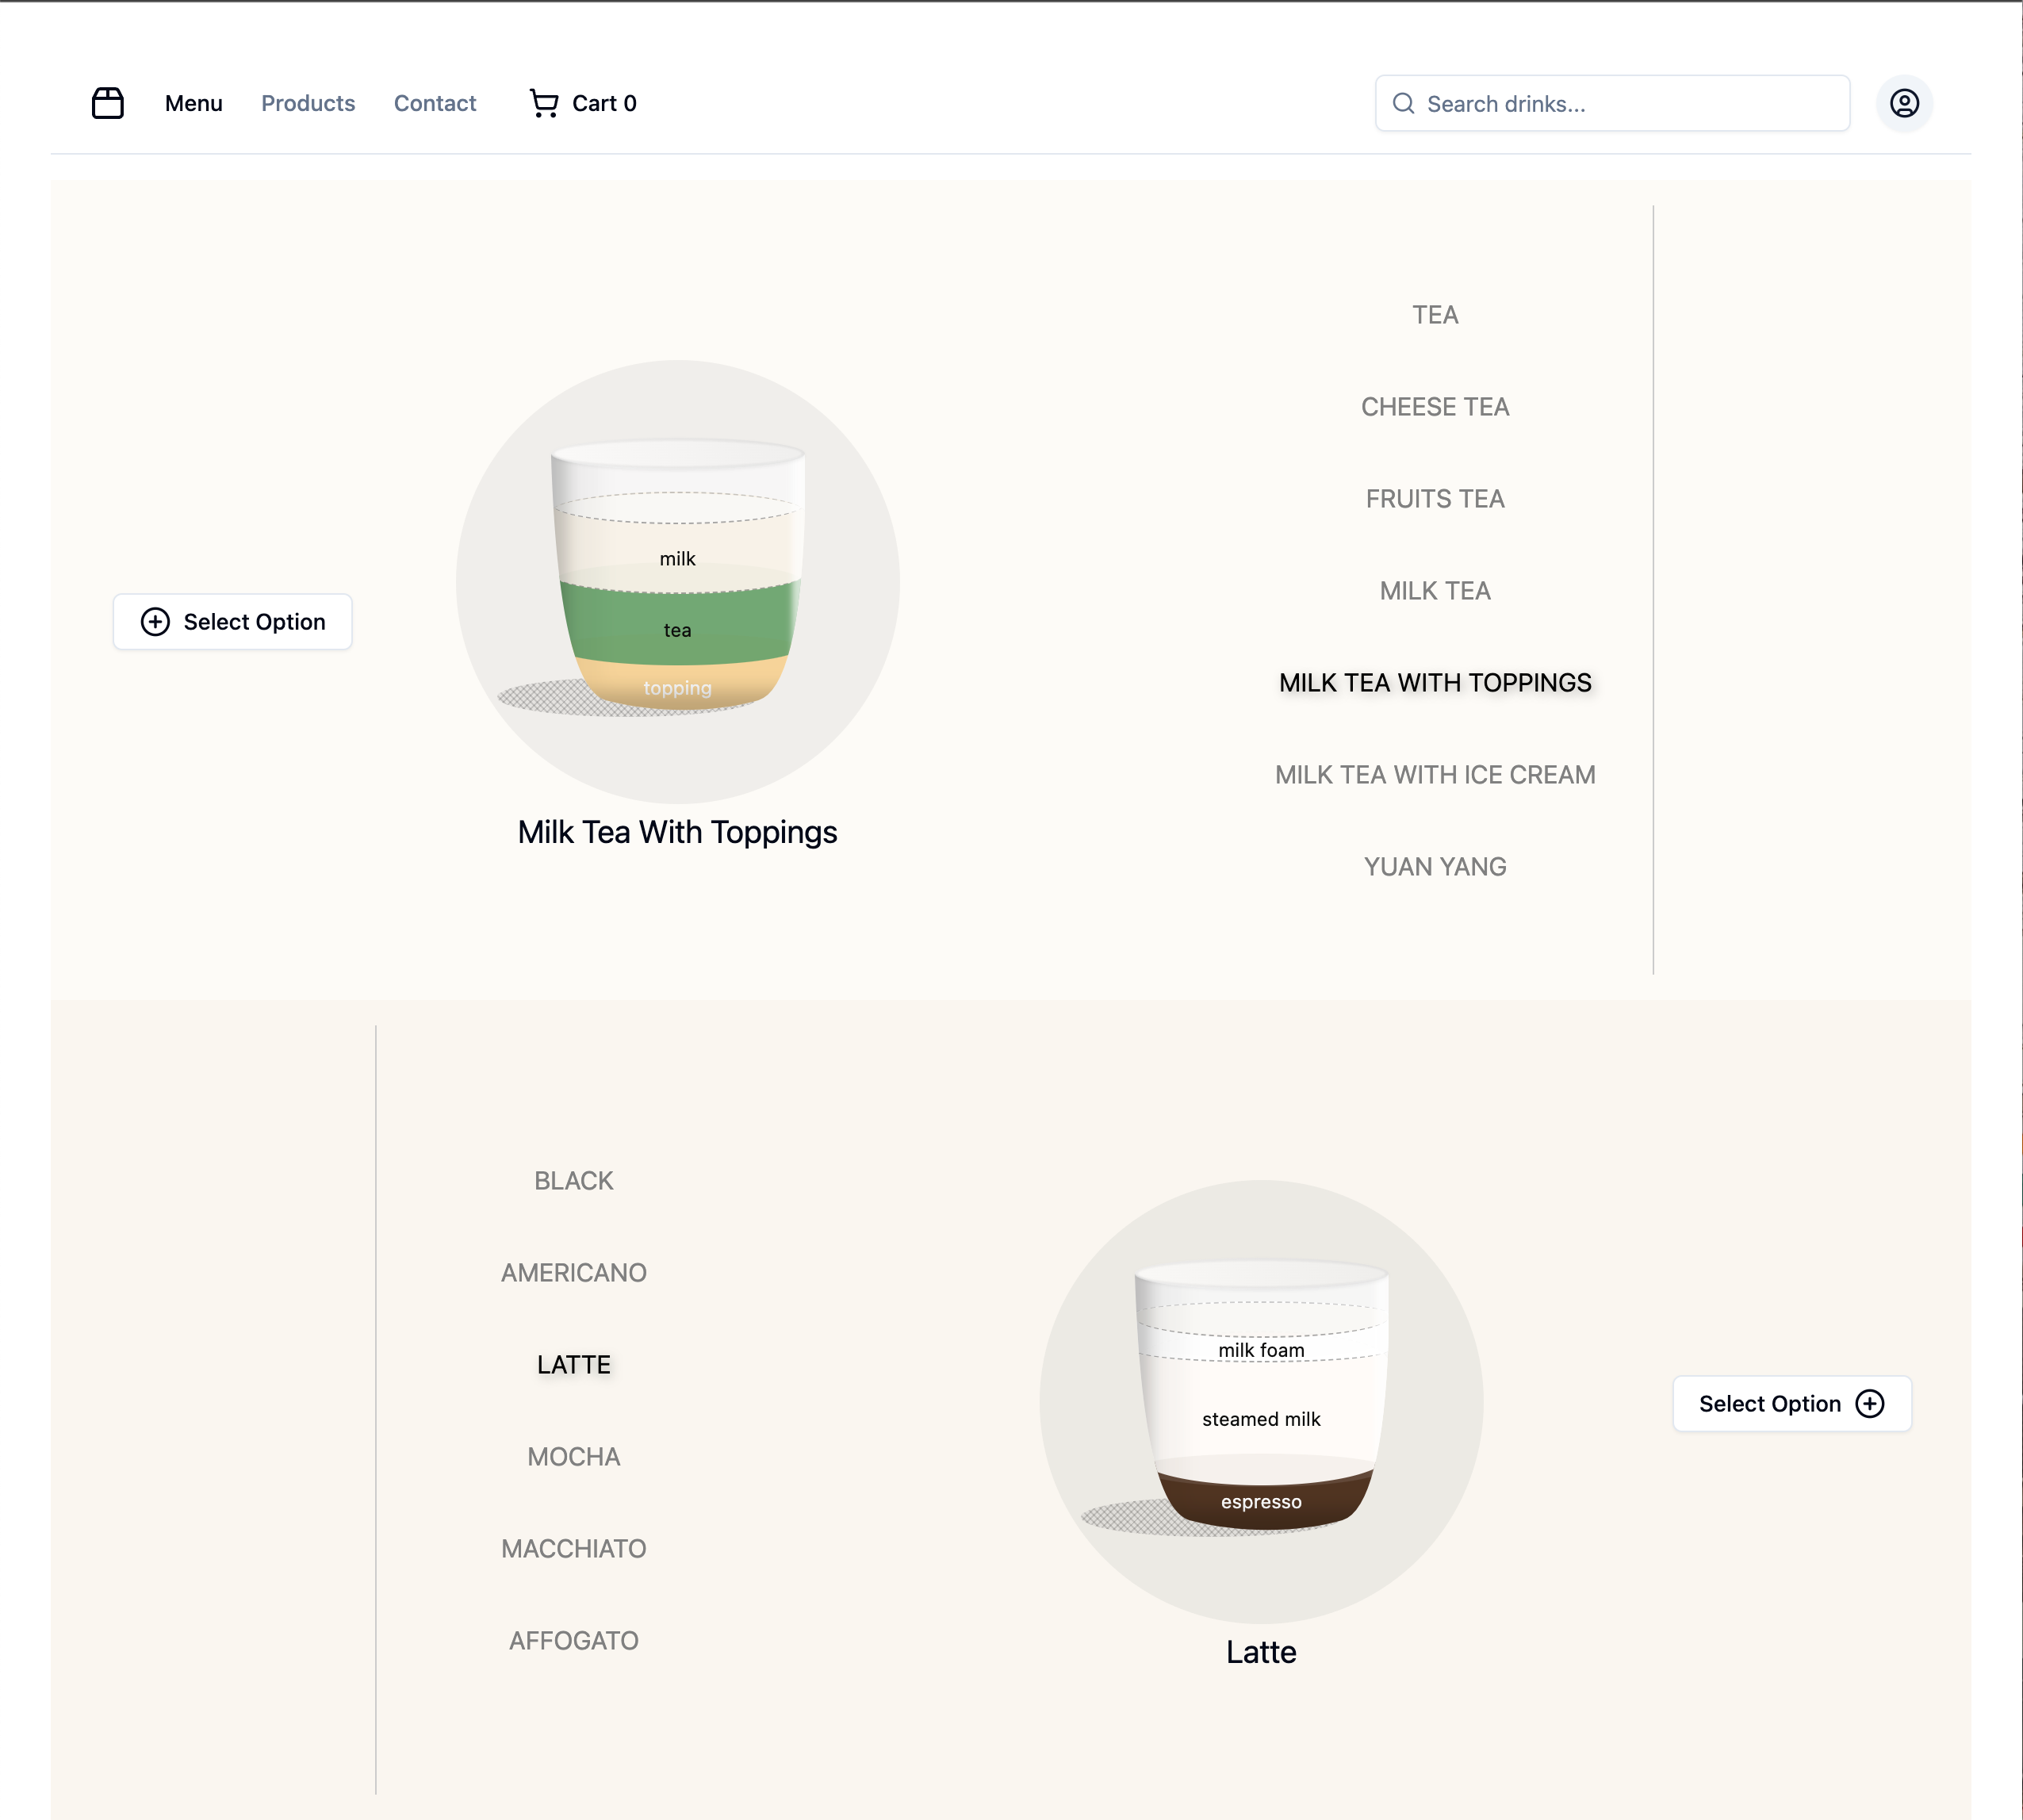 Menu Products Contact Cart 0 Search drinks...
TEA
CHEESE TEA
FRUITS TEA
MILK TEA
MILK TEA WITH TOPPINGS
MILK TEA WITH ICE CREAM
YUAN YANG
milk
tea
topping
Select Option
Milk Tea With Toppings
BLACK
AMERICANO
LATTE
MOCHA
MACCHIATO
AFFOGATO
milk foam
steamed milk
espresso
Select Option
Latte